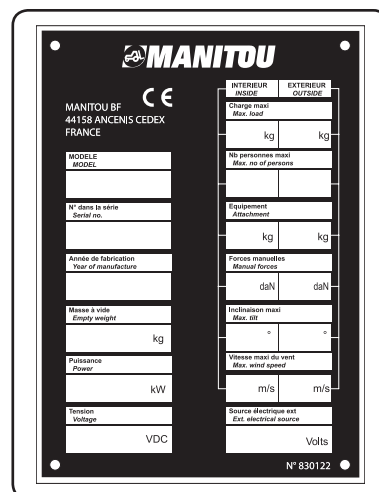 MANITOU
CE
MANITOU BF
44158 ANCENIS CEDEX
FRANCE
MODELE
MODEL
N° dans la série
Serial no.
Année de fabrication
Year of manufacture
Masse à vide
Empty weight
kg
Puissance
Power
kW
Tension
Voltage
VDC
INTERIEUR EXTERIEUR
INSIDE OUTSIDE
Charge maxi
Max. load
kg kg
Nb personnes maxi
Max. no of persons
Equipement
Attachment
kg kg
Forces manuelles
Manual forces
daN daN
Inclinaison maxi
Max. tilt
° °
Vitesse maxi du vent
Max. wind speed
m/s m/s
Source électrique ext
Ext. electrical source
Volts
N° 830122